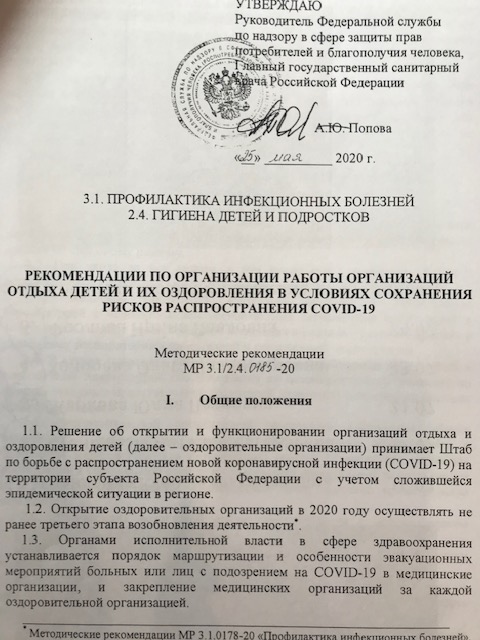 УТВЕРЖДАЮ
Руководитель Федеральной службы
по надзору в сфере защиты прав
потребителей и благополучия человека,
Главный государственный санитарный
врача Российской Федерации
А.Ю. Попова
«25» мая 2020 г.
3.1. ПРОФИЛАКТИКА ИНФЕКЦИОННЫХ БОЛЕЗНЕЙ
2.4. ГИГИЕНА ДЕТЕЙ И ПОДРОСТКОВ
РЕКОМЕНДАЦИИ ПО ОРГАНИЗАЦИИ РАБОТЫ ОРГАНИЗАЦИЙ
ОТДЫХА ДЕТЕЙ И ИХ ОЗДОРОВЛЕНИЯ В УСЛОВИЯХ СОХРАНЕНИЯ
РИСКОВ РАСПРОСТРАНЕНИЯ COVID-19
Методические рекомендации
МР 3.1/2.4.0185-20
I. Общие положения
1.1. Решение об открытии и функционировании организаций отдыха и
оздоровления детей (далее – оздоровительные организации) принимает Штаб
по борьбе с распространением новой коронавирусной инфекции (COVID-19) на
территории субъекта Российской Федерации с учетом сложившейся
эпидемической ситуации в регионе.
1.2. Открытие оздоровительных организаций в 2020 году осуществлять не
ранее третьего этапа возобновления деятельности*.
1.3. Органами исполнительной власти в сфере здравоохранения
устанавливается порядок маршрутизации и особенности эвакуационных
мероприятий больных или лиц с подозрением на COVID-19 в медицинские
организации, и закрепление медицинских организаций за каждой
оздоровительной организацией.
* Методические рекомендации МР 3.1.0178-20 «Профилактика инфекционных болезней».